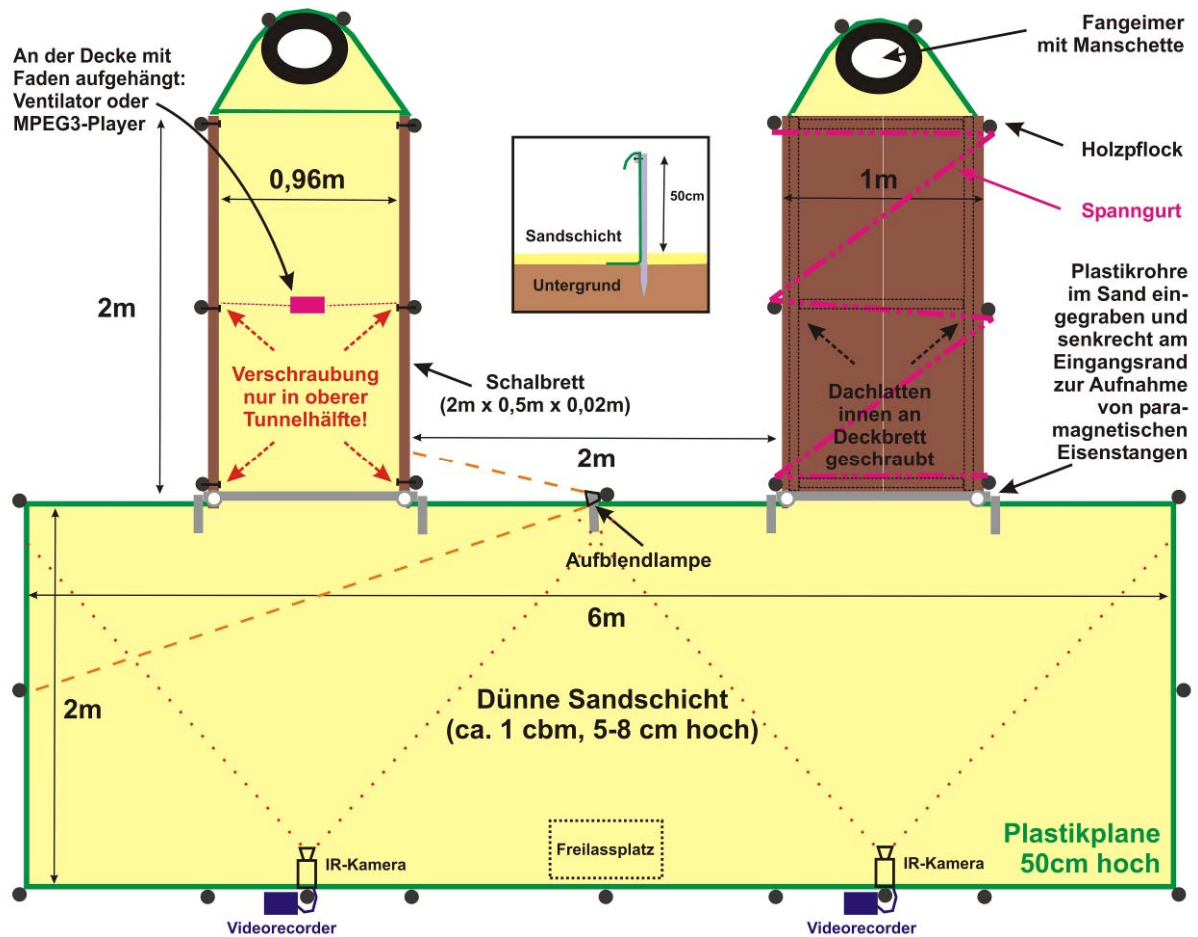 An der Decke mit
Faden aufgehängt:
Ventilator oder
MPEG3-Player
Fangeimer
mit Manschette
Holzpflock
Spanngurt
Plastikrohre
im Sand ein-
gegraben und
senkrecht am
Eingangsrand
zur Aufnahme
von para-
magnetischen
Eisenstangen
0,96m
2m
Verschraubung
nur in oberer
Tunnelhälfte!
Sandschicht
50cm
Untergrund
Schalbrett
(2m x 0,5m x 0,02m)
2m
1m
Dachlatten
innen an
Deckbrett
geschraubt
Aufblendlampe
6m
2m
Dünne Sandschicht
(ca. 1 cbm, 5-8 cm hoch)
Freilassplatz
IR-Kamera
Videorecorder
IR-Kamera
Videorecorder
Plastikplane
50cm hoch